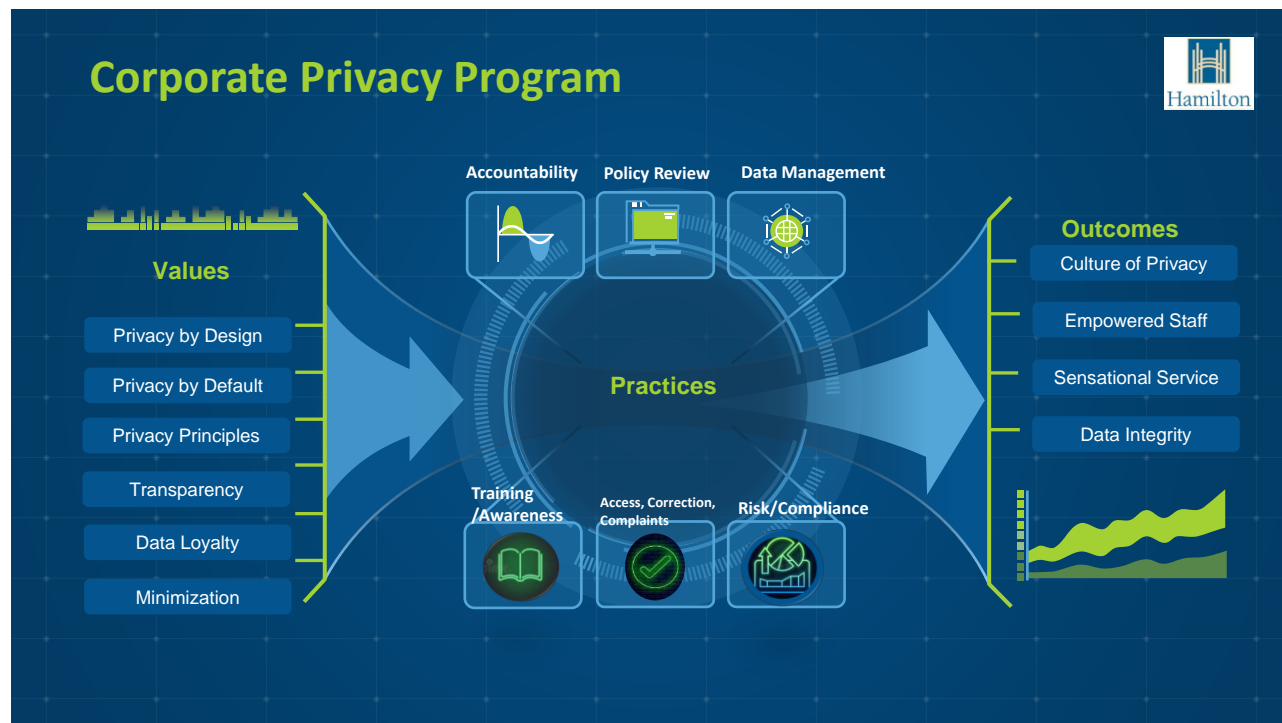 Corporate Privacy Program
Hamilton
Values
Privacy by Design
Privacy by Default
Privacy Principles
Transparency
Data Loyalty
Minimization
Accountability
Policy Review
Data Management
Practices
Training
/Awareness
Access, Correction,
Complaints
Risk/Compliance
Outcomes
Culture of Privacy
Empowered Staff
Sensational Service
Data Integrity